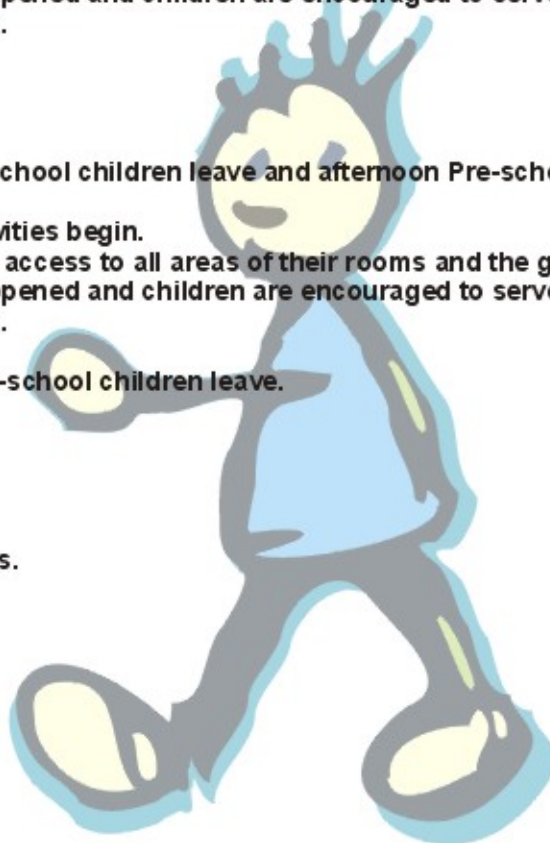 and children are encouraged to serve
.
school children leave and afternoon Pre-scho
vities begin.
access to all areas of their rooms and the g
pened and children are encouraged to serve
.
-school children leave.
s.